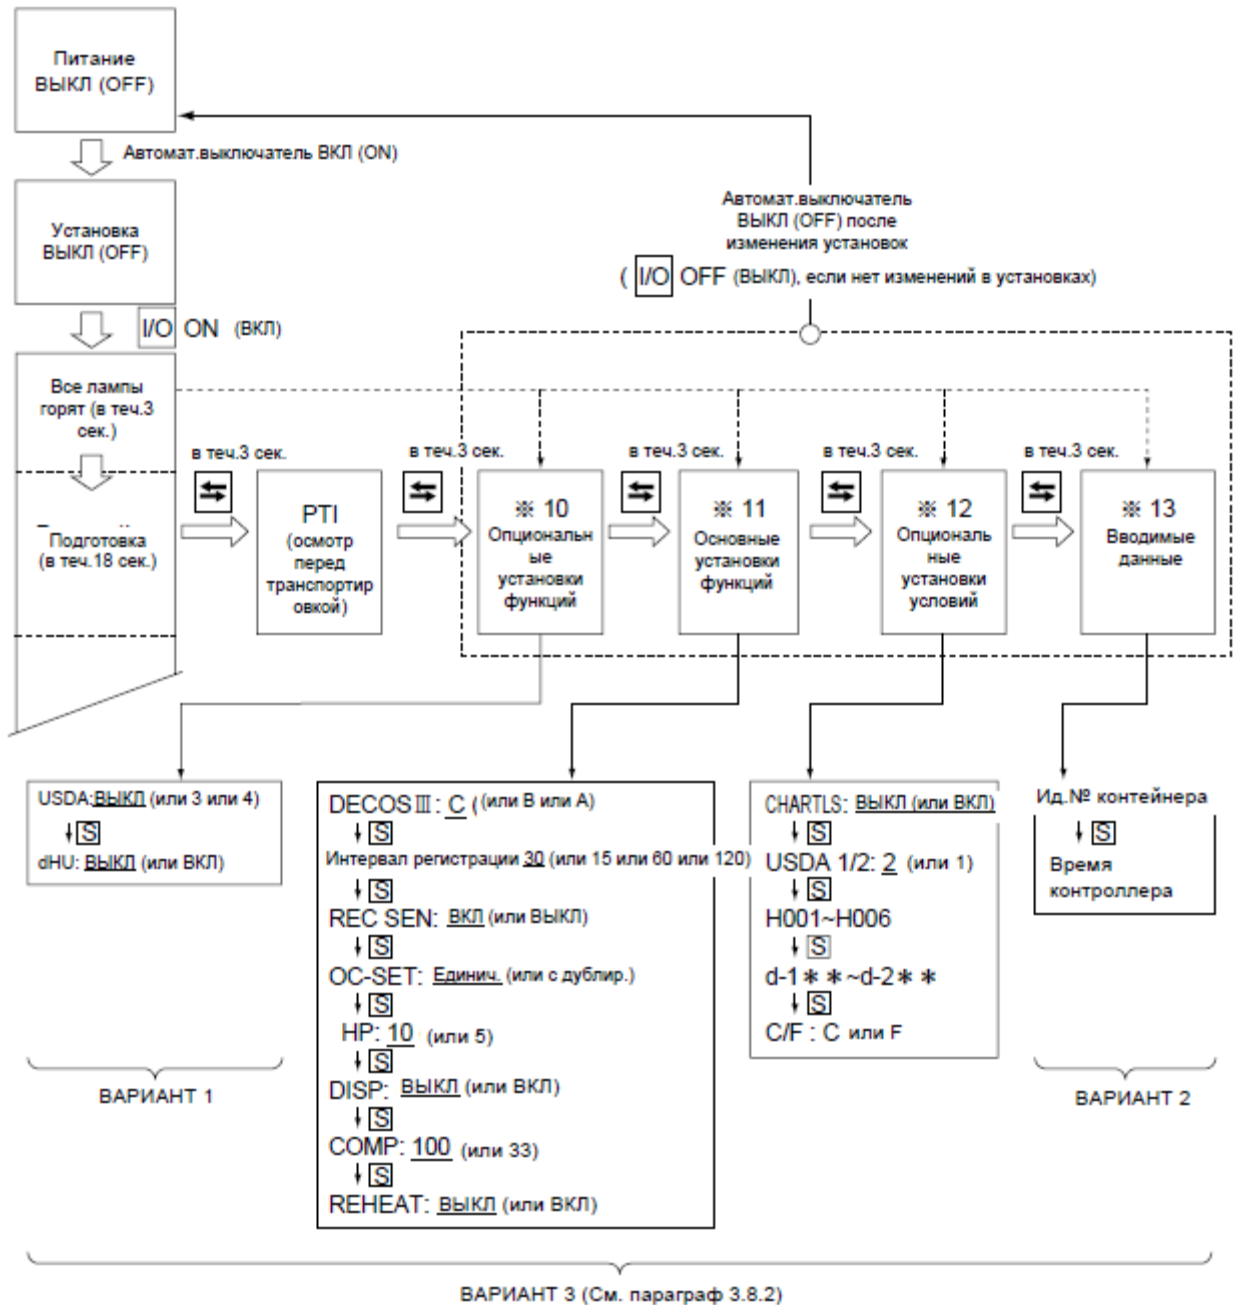 Питание
ВЫКЛ (OFF)
Автомат.выключатель ВКЛ (ON)
Установка
ВЫКЛ (OFF)
Автомат.выключатель
ВЫКЛ (OFF) после
изменения установок
( I/O OFF (ВЫКЛ), если нет изменений в установках)
I/O ON (ВКЛ)
Все лампы
горят (в теч.3
сек.)
в теч.3 сек.
в теч.3 сек.
в теч.3 сек.
в теч.3 сек.
в теч.3 сек.
Подготовка
(в теч.18 сек.)
PTI
(осмотр
перед
транспортир
овкой)
※ 10
Опциональн
ые
установки
функций
※ 11
Основные
установки
функций
※ 12
Опциональ
ные
установки
условий
※ 13
Вводимые
данные
USDA:ВЫКЛ (или 3 или 4)
S
dHU: ВЫКЛ (или ВКЛ)
DECOSⅢ: C ((или B или A)
S
Интервал регистрации 30 (или 15 или 60 или 120)
S
REC SEN: ВКЛ (или ВЫКЛ)
S
OC-SET: Единич. (или с дублир.)
S
HP: 10 (или 5)
S
DISP: ВЫКЛ (или ВКЛ)
S
COMP: 100 (или 33)
S
REHEAT: ВЫКЛ (или ВКЛ)
CHARTLS: ВЫКЛ (или ВКЛ)
S
USDA 1/2: 2 (или 1)
S
H001~H006
S
d-1＊＊~d-2＊＊
S
C/F : C или F
Ид.№ контейнера
S
Время
контроллера
ВАРИАНТ 1
ВАРИАНТ 2
ВАРИАНТ 3 (См. параграф 3.8.2)